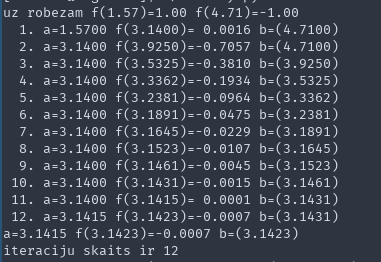 uz robezam f(1.57)=1.00 f(4.71)=-1.00
1. a=1.5700 f(3.1400)= 0.0016 b=(4.7100)
2. a=3.1400 f(3.9250)=-0.7057 b=(4.7100)
3. a=3.1400 f(3.5325)=-0.3810 b=(3.9250)
4. a=3.1400 f(3.3362)=-0.1934 b=(3.5325)
5. a=3.1400 f(3.2381)=-0.0964 b=(3.3362)
6. a=3.1400 f(3.1891)=-0.0475 b=(3.2381)
7. a=3.1400 f(3.1645)=-0.0229 b=(3.1891)
8. a=3.1400 f(3.1523)=-0.0107 b=(3.1645)
9. a=3.1400 f(3.1461)=-0.0045 b=(3.1523)
10. a=3.1400 f(3.1431)=-0.0015 b=(3.1461)
11. a=3.1400 f(3.1415)= 0.0001 b=(3.1431)
12. a=3.1415 f(3.1423)=-0.0007 b=(3.1431)
a=3.1415 f(3.1423)=-0.0007 b=(3.1423)
iteraciju skaits ir 12